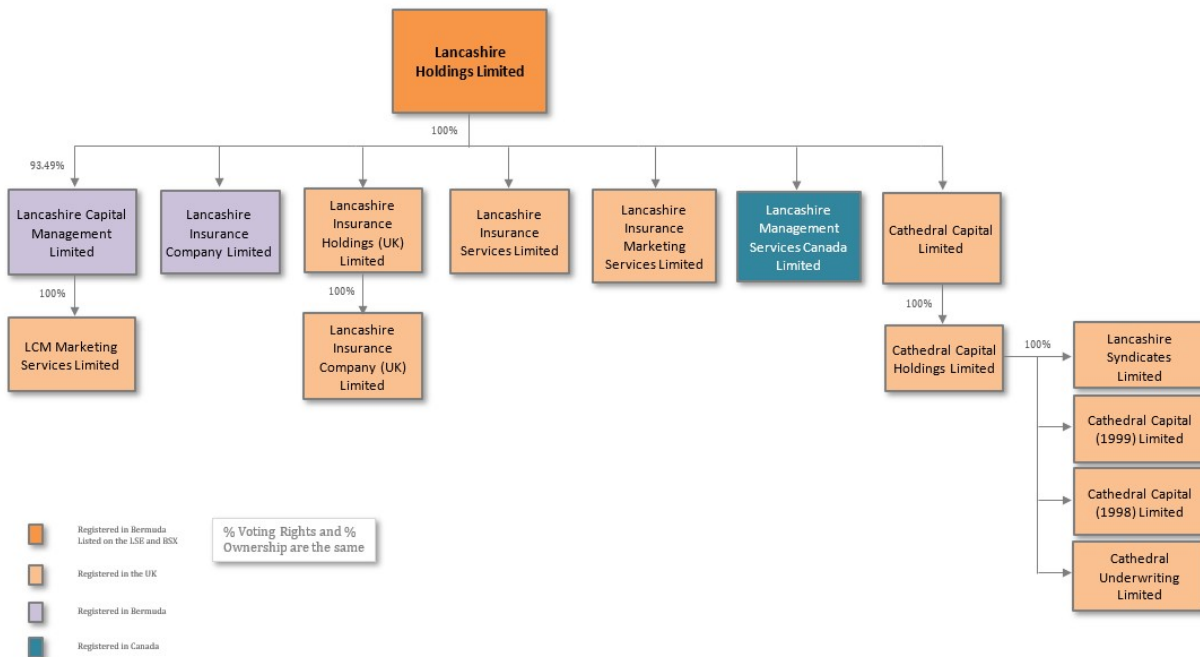 Lancashire
Holdings Limited
100%
93.49%
Lancashire Capital
Management
Limited
Lancashire
Insurance
Company Limited
Lancashire
Insurance
Holdings (UK)
Limited
Lancashire
Insurance
Services Limited
Lancashire
Insurance
Marketing
Services Limited
Lancashire
Management
Services Canada
Limited
Cathedral Capital
Limited
100%
100%
100%
LCM Marketing
Services Limited
Lancashire
Insurance
Company (UK)
Limited
Cathedral Capital
Holdings Limited
100%
Lancashire
Syndicates
Limited
Cathedral Capital
(1999) Limited
Cathedral Capital
(1998) Limited
Cathedral
Underwriting
Limited
Registered in Bermuda
Listed on the LSE and BSX
% Voting Rights and %
Ownership are the same
Registered in the UK
Registered in Bermuda
Registered in Canada